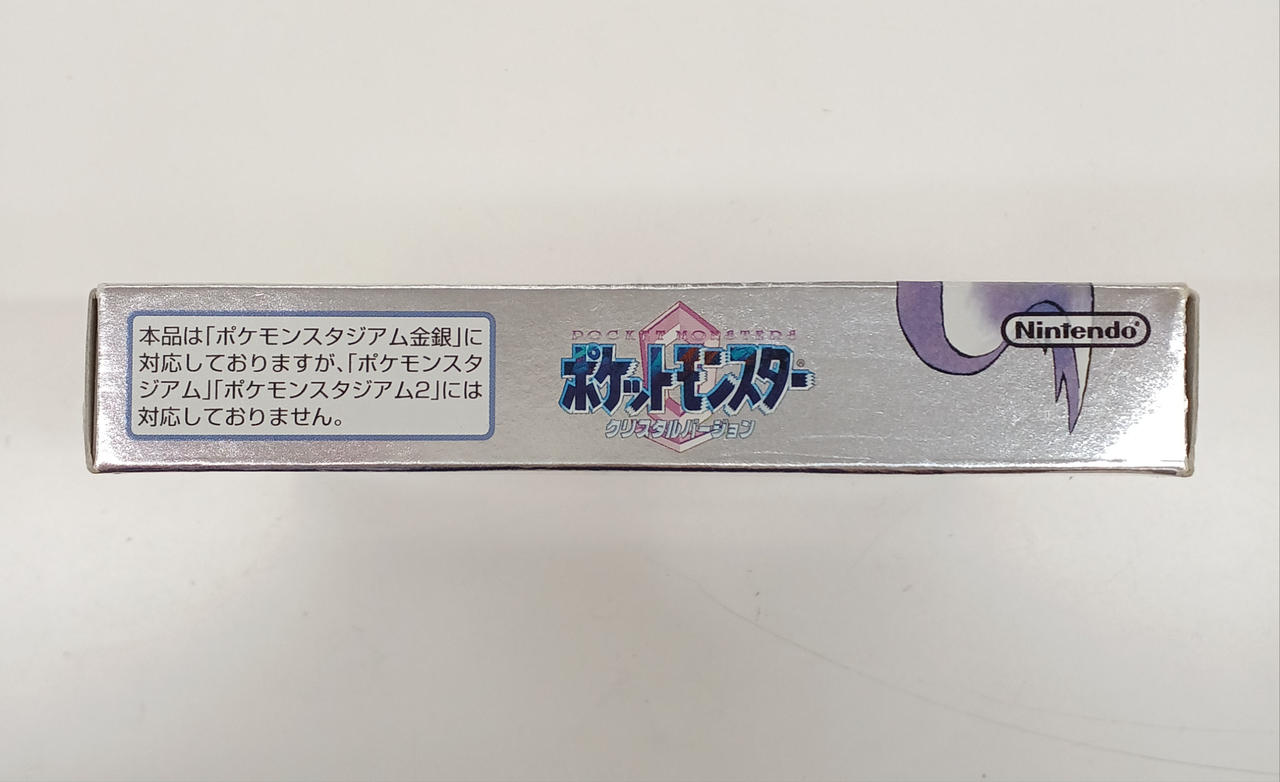 本品は｢ポケモンスタジアム金銀｣に
対応しておりますが､｢ポケモンスタ
ジアム｣｢ポケモンスタジアム2｣には
対応しておりません。
POCKET MONSTERS
ポケットモンスター®
クリスタルバージョン
Nintendo®